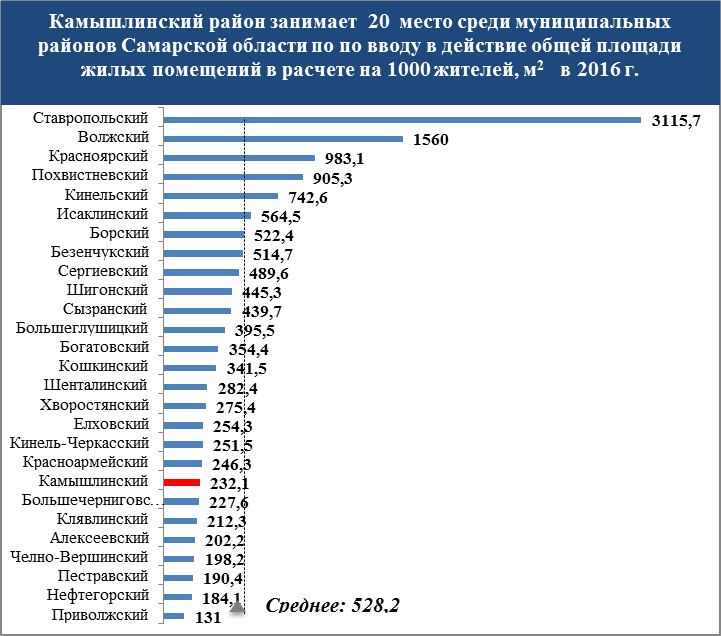 Камышлинский район занимает 20 место среди муниципальных
районов Самарской области по по вводу в действие общей площади
жилых помещений в расчете на 1000 жителей, м² в 2016 г.
Ставропольский 3115,7
Волжский 1560
Красноярский 983,1
Похвистневский 905,3
Кинельский 742,6
Исаклинский 564,5
Борский 522,4
Безенчукский 514,7
Сергиевский 489,6
Шигонский 445,3
Сызранский 439,7
Большеглушицкий 395,5
Богатовский 354,4
Кошкинский 341,5
Шенталинский 282,4
Хворостянский 275,4
Елховский 254,3
Кинель-Черкасский 251,5
Красноармейский 246,3
Камышлинский 232,1
Большечерниговс... 227,6
Клявлинский 212,3
Алексеевский 202,2
Челно-Вершинский 198,2
Пестравский 190,4
Нефтегорский 184,1
Приволжский 131
Среднее: 528,2